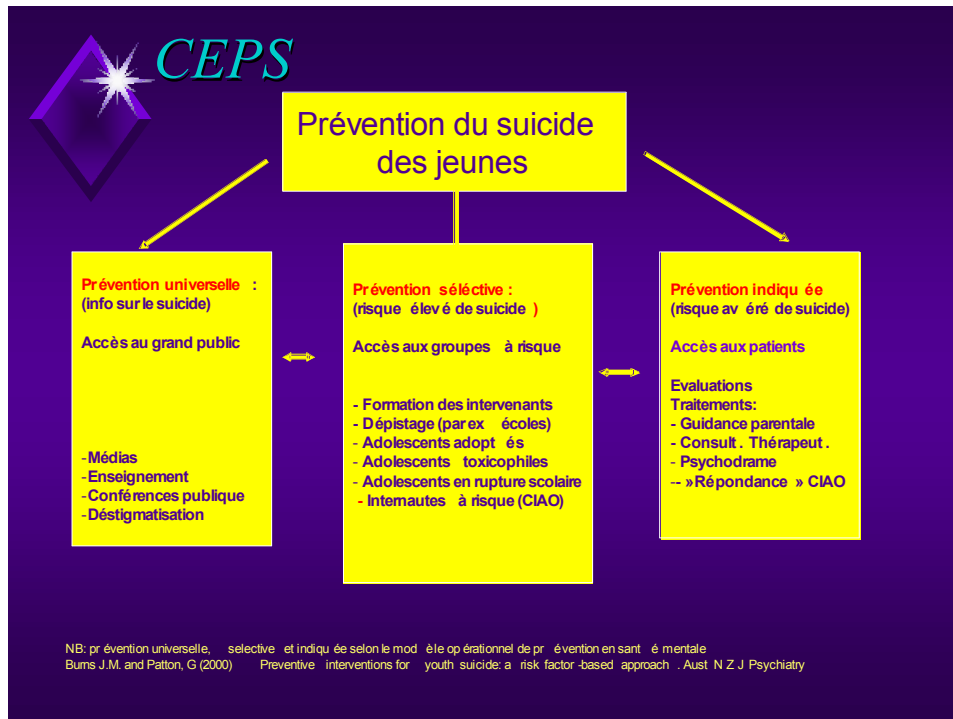 CEPS
Prévention du suicide
des jeunes
Prévention universelle :
(info sur le suicide)
Accès au grand public
-Médias
-Enseignement
-Conférences publique
-Déstigmatisation
Prévention séléctive :
(risque élevé de suicide )
Accès aux groupes à risque
- Formation des intervenants
- Dépistage (par ex écoles)
- Adolescents adoptés
- Adolescents toxicophiles
- Adolescents en rupture scolaire
- Internautes à risque (CIAO)
Prévention indiquée
(risque avéré de suicide)
Accès aux patients
Evaluations
Traitements:
- Guidance parentale
- Consult. Thérapeut.
- Psychodrame
-- »Répondance » CIAO
NB: prévention universelle, selective et indiquée selon le modèle opérationnel de prévention en santé mentale
Burns J.M. and Patton, G (2000) Preventive interventions for youth suicide: a risk factor-based approach. Aust N Z J Psychiatry